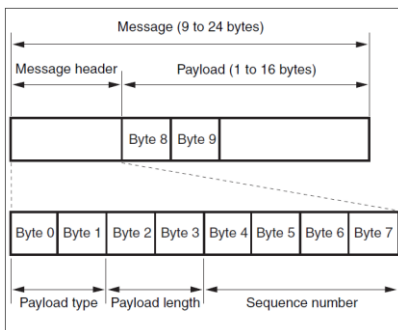 Message (9 to 24 bytes)
Message header
Payload (1 to 16 bytes)
Byte 8
Byte 9
Byte 0
Byte 1
Byte 2
Byte 3
Byte 4
Byte 5
Byte 6
Byte 7
Payload type
Payload length
Sequence number